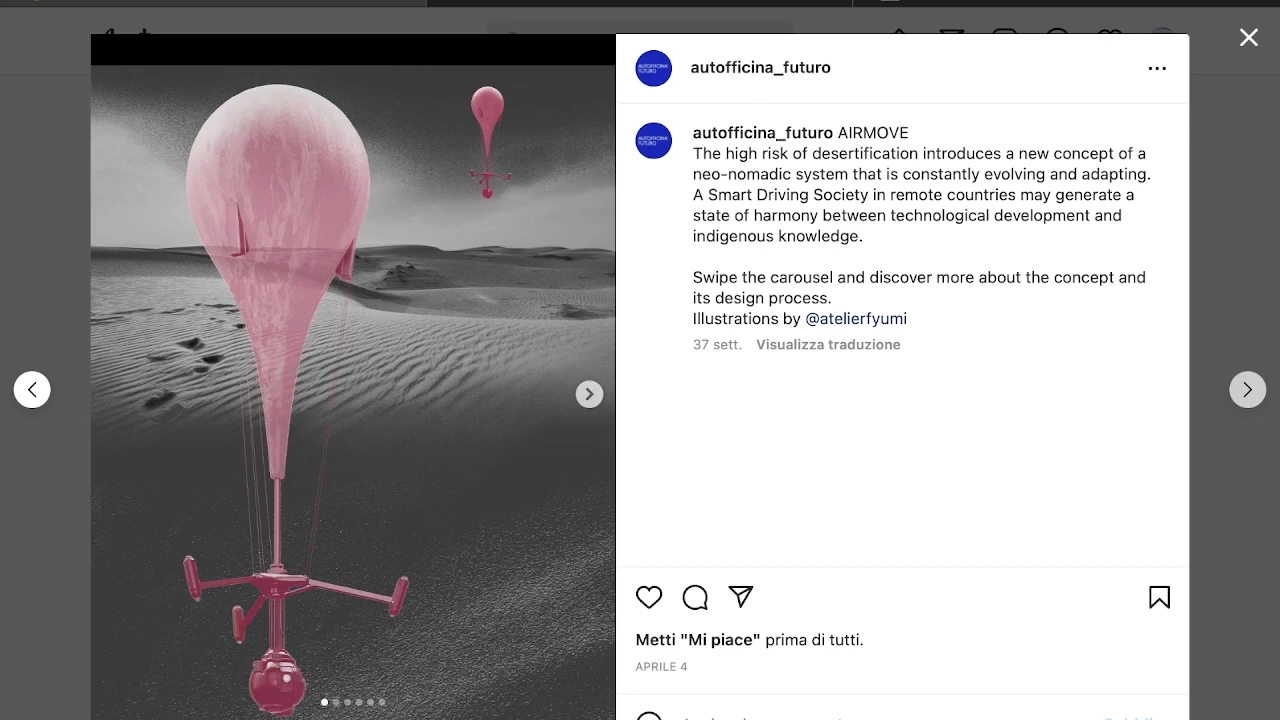 autofficina_futuro
autofficina_futuro AIRMOVE
The high risk of desertification introduces a new concept of a
neo-nomadic system that is constantly evolving and adapting.
A Smart Driving Society in remote countries may generate a
state of harmony between technological development and
indigenous knowledge.
Swipe the carousel and discover more about the concept and
its design process.
Illustrations by @atelierfyumi
37 sett. Visualizza traduzione
Metti "Mi piace" prima di tutti.
APRILE 4